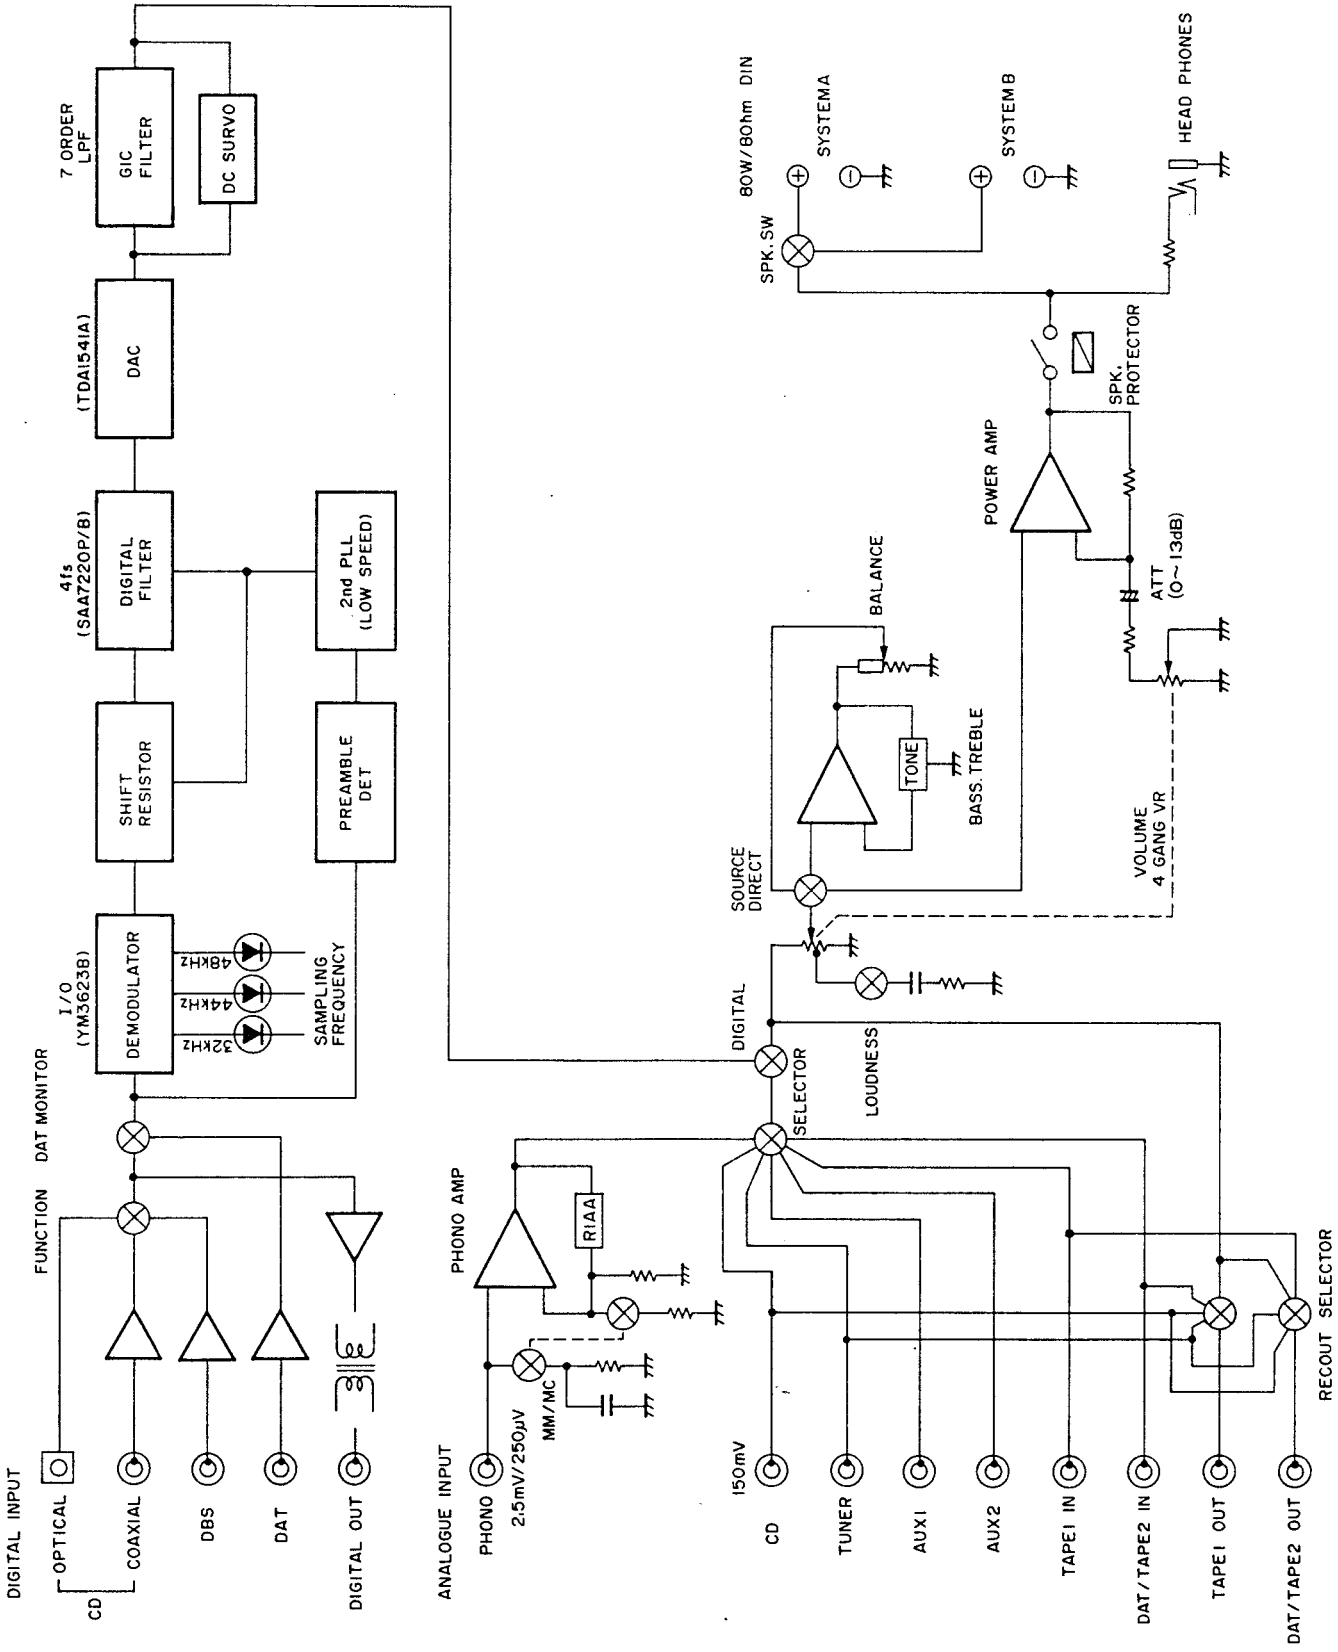 DIGITAL INPUT
CD
OPTICAL
COAXIAL
DBS
DAT
DIGITAL OUT
FUNCTION
DAT MONITOR
I/O
(YM3623B)
DEMODULATOR
32kHz
44kHz
48kHz
SAMPLING
FREQUENCY
SHIFT
RESISTOR
PREAMBLE
DET
4fs
(SAA7220P/B)
DIGITAL
FILTER
2nd PLL
(LOW SPEED)
(TDA1541A)
DAC
7 ORDER
LPF
GIC
FILTER
DC SURVO
ANALOGUE INPUT
PHONO
2.5mV/250μV
MM/MC
PHONO AMP
RIAA
150mV
CD
TUNER
AUX1
AUX2
TAPE1 IN
DAT/TAPE2 IN
TAPE1 OUT
DAT/TAPE2 OUT
RECOUT SELECTOR
SELECTOR
DIGITAL
LOUDNESS
SOURCE
DIRECT
VOLUME
4 GANG VR
TONE
BASS.TREBLE
BALANCE
POWER AMP
ATT
(0~13dB)
SPK.
PROTECTOR
SPK.SW
80W/8Ohm DIN
SYSTEMA
SYSTEMB
HEAD PHONES
+
−
+
−